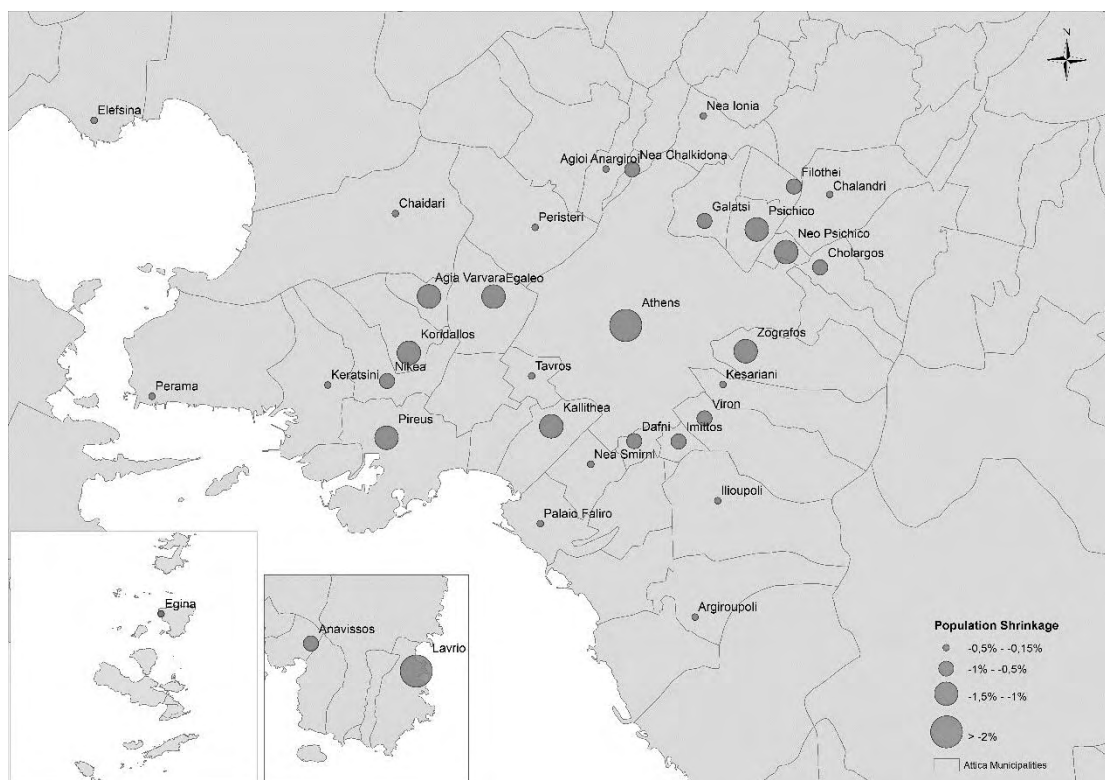 N
Elefsina
Nea Ionia
Agioi Anargiroi
Nea Chalkidona
Filothei
Chalandri
Chaidari
Peristeri
Galatsi
Psichico
Neo Psichico
Cholargos
Agia Varvara
Egaleo
Athens
Koridallos
Zografos
Nikea
Tavros
Keratsini
Kesariani
Perama
Kallithea
Viron
Pireus
Dafni
Imittos
Nea Smirni
Ilioupoli
Palaio Faliro
Egina
Argiroupoli
Anavissos
Lavrio
Population Shrinkage
-0,5% - -0,15%
-1% - -0,5%
-1,5% - -1%
> -2%
Attica Municipalities